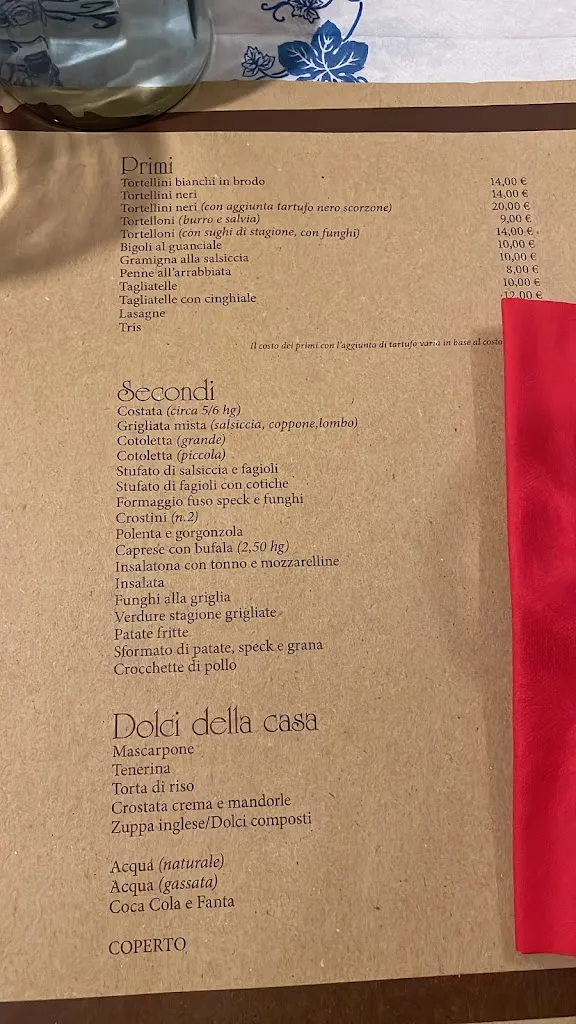 Primi
Tortellini bianchi in brodo 14,00 €
Tortellini neri 14,00 €
Tortellini neri (con aggiunta tartufo nero scorzone) 20,00 €
Tortelloni (burro e salvia) 9,00 €
Tortelloni (con sughi di stagione, con funghi) 14,00 €
Bigoli al guanciale 10,00 €
Gramigna alla salsiccia 10,00 €
Penne all'arrabbiata 8,00 €
Tagliatelle 10,00 €
Tagliatelle con cinghiale 12,00 €
Lasagne
Tris
Il costo dei primi con l'aggiunta di tartufo varia in base al costo
Secondi
Costata (circa 5/6 hg)
Grigliata mista (salsiccia, coppone,lombo)
Cotoletta (grande)
Cotoletta (piccola)
Stufato di salsiccia e fagioli
Stufato di fagioli con cotiche
Formaggio fuso speck e funghi
Crostini (n.2)
Polenta e gorgonzola
Caprese con bufala (2,50 hg)
Insalatona con tonno e mozzarelline
Insalata
Funghi alla griglia
Verdure stagione grigliate
Patate fritte
Sformato di patate, speck e grana
Crocchette di pollo
Dolci della casa
Mascarpone
Tenerina
Torta di riso
Crostata crema e mandorle
Zuppa inglese/Dolci composti
Acqua (naturale)
Acqua (gassata)
Coca Cola e Fanta
COPERTO